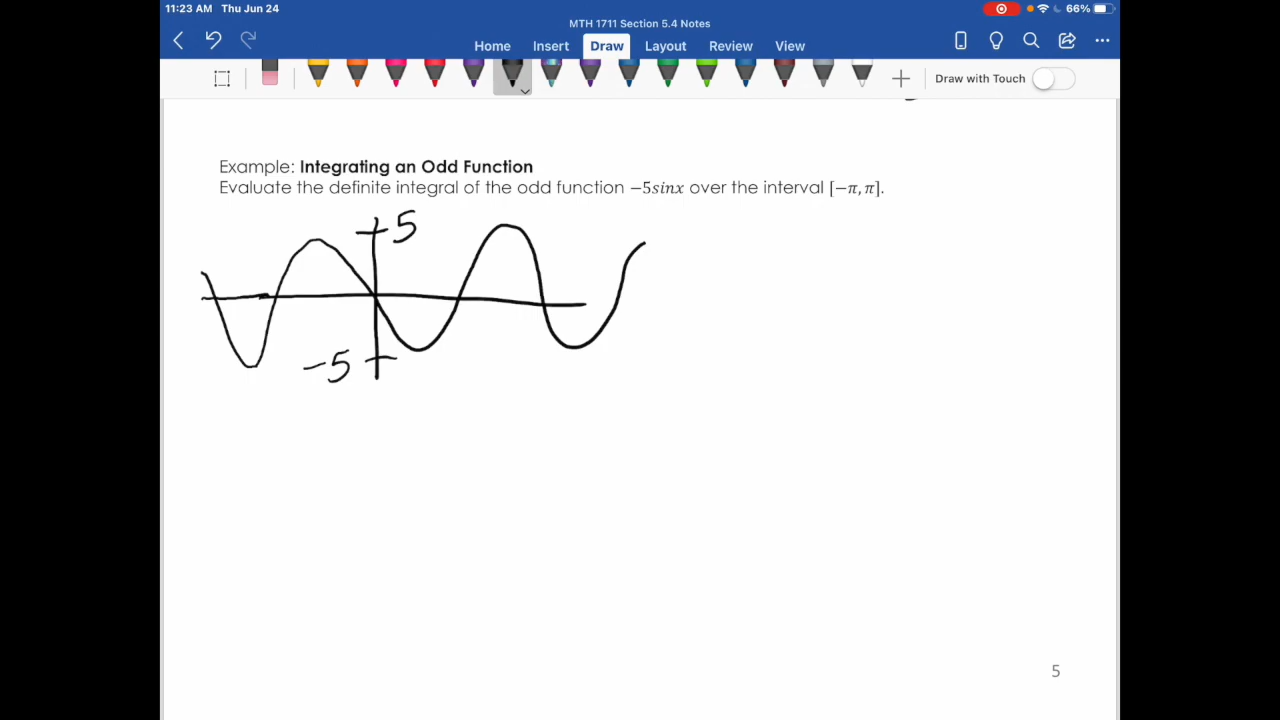 11:23 AM Thu Jun 24
66%
MTH 1711 Section 5.4 Notes
Home Insert Draw Layout Review View
Draw with Touch
Example: Integrating an Odd Function
Evaluate the definite integral of the odd function −5sinx over the interval [−π, π].
5
−5
5